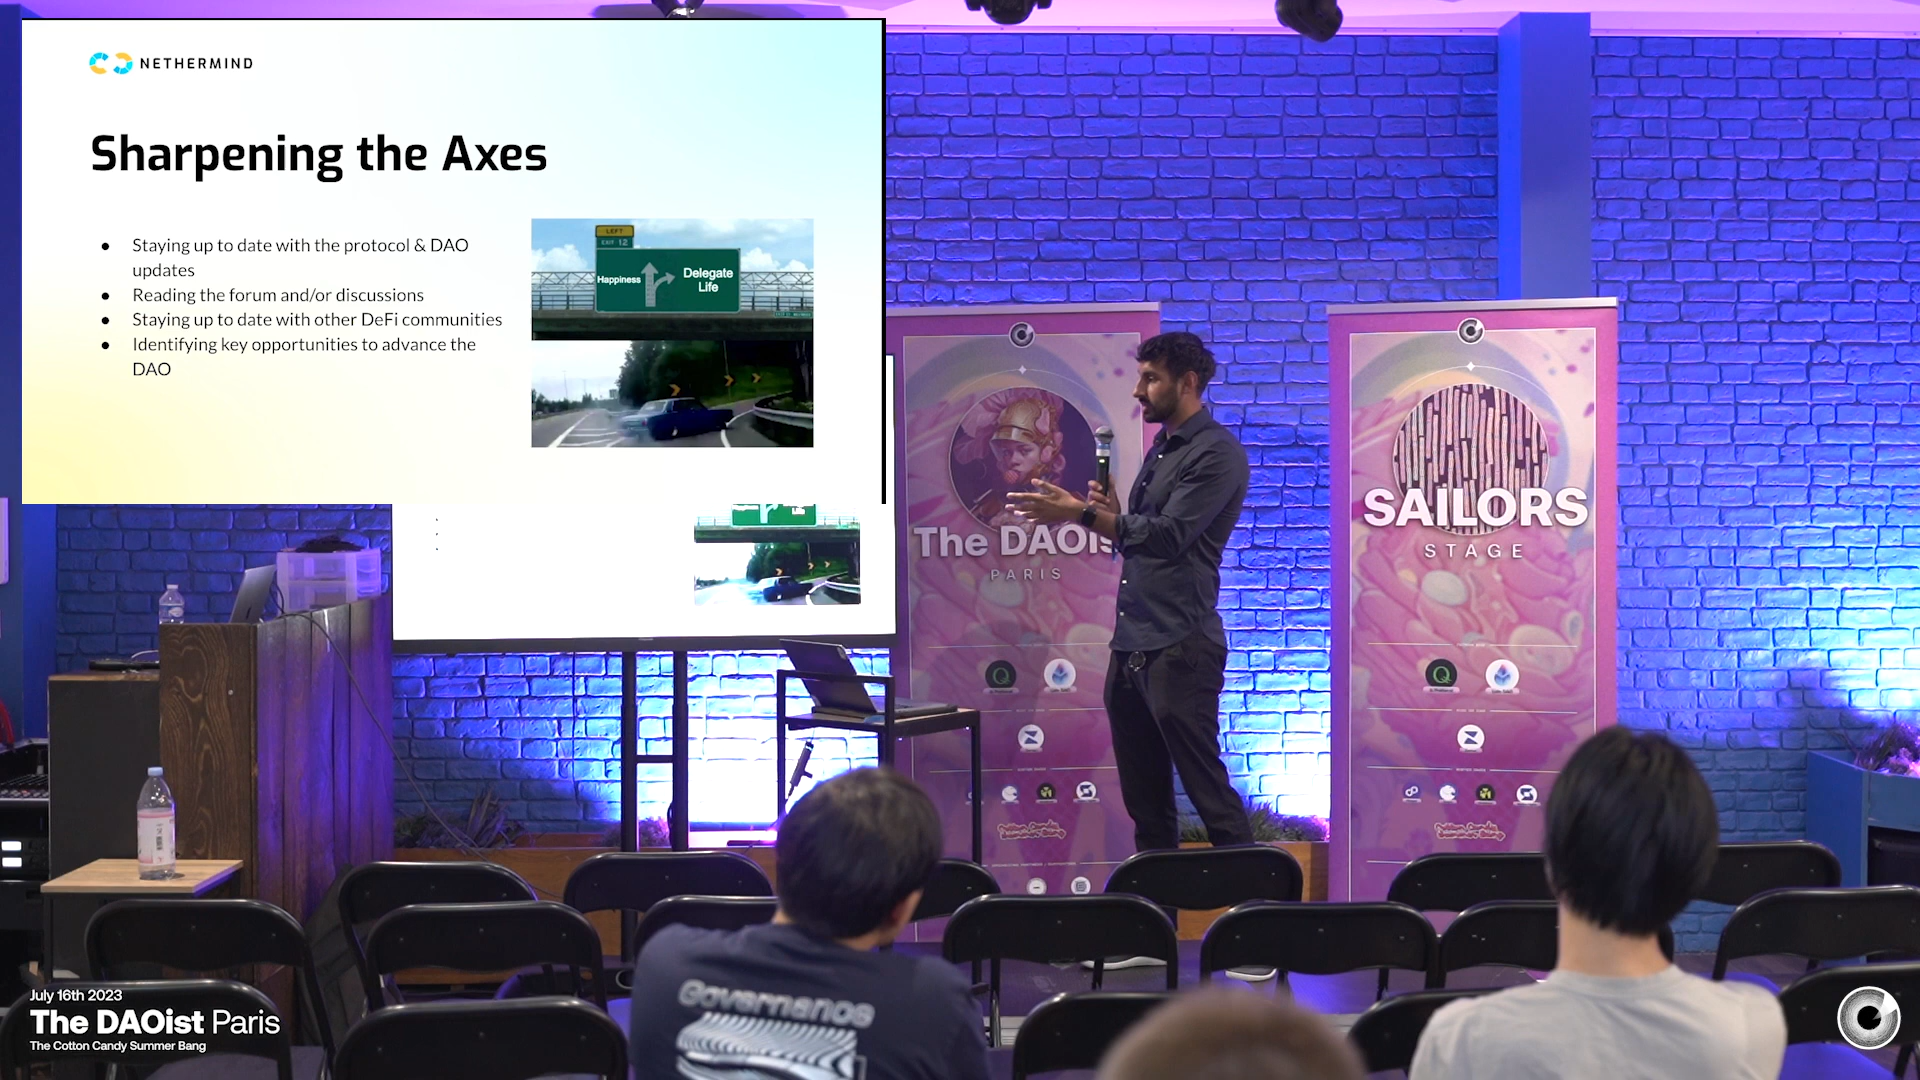 NETHERMIND
Sharpening the Axes
● Staying up to date with the protocol & DAO
updates
● Reading the forum and/or discussions
● Staying up to date with other DeFi communities
● Identifying key opportunities to advance the
DAO
LEFT
EXIT 12
Happiness
Delegate
Life
The DAOis
PARIS
SAILORS
STAGE
Governance
July 16th 2023
The DAOist Paris
The Cotton Candy Summer Bang